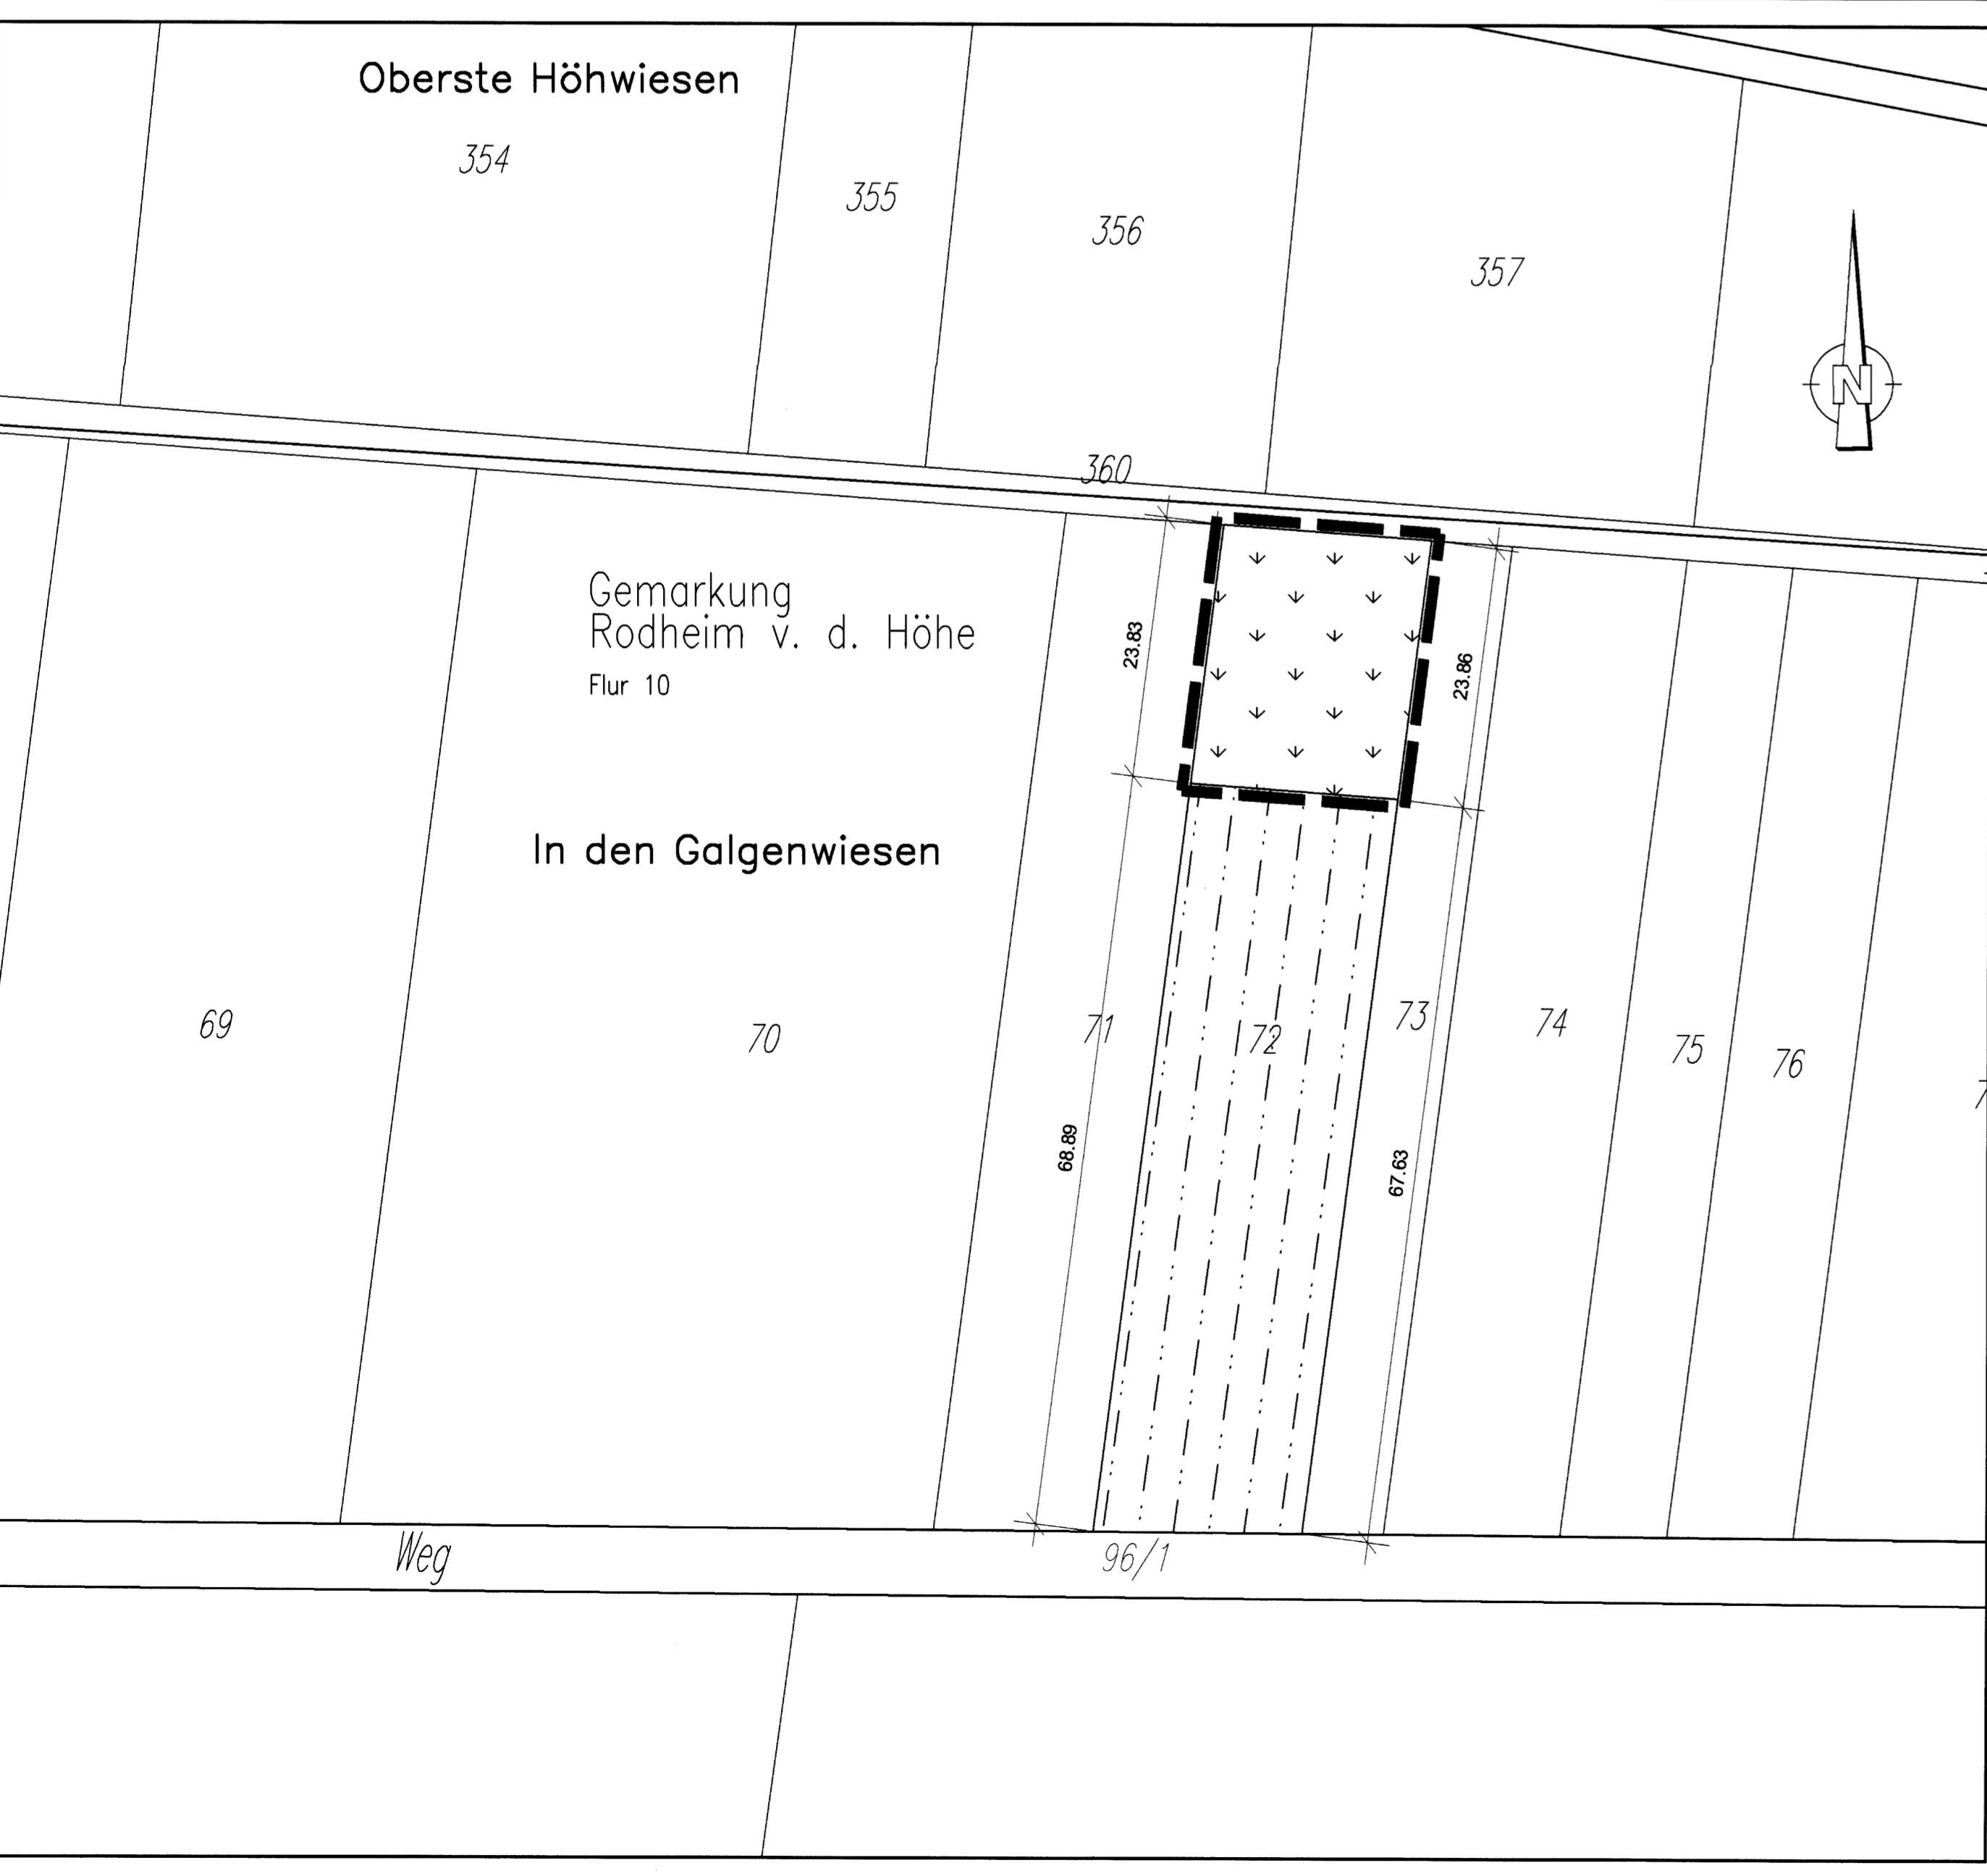 Oberste Höhwiesen
354
355
356
357
N
360
Gemarkung
Rodheim v. d. Höhe
Flur 10
23.83
23.86
In den Galgenwiesen
69
70
71
72
73
74
75
76
68.89
67.63
Weg
96/1